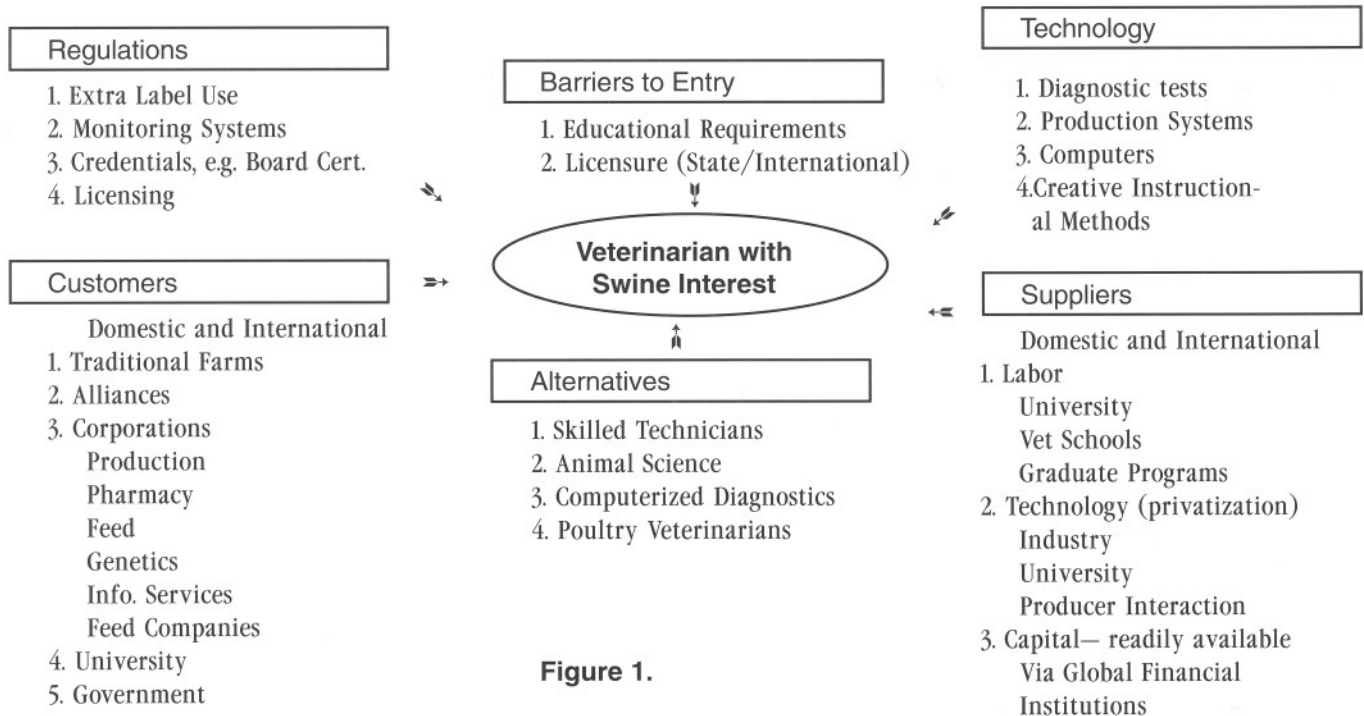 Regulations
1. Extra Label Use
2. Monitoring Systems
3. Credentials, e.g. Board Cert.
4. Licensing
Barriers to Entry
1. Educational Requirements
2. Licensure (State/International)
Technology
1. Diagnostic tests
2. Production Systems
3. Computers
4.Creative Instruction-
al Methods
Veterinarian with
Swine Interest
Customers
Domestic and International
1. Traditional Farms
2. Alliances
3. Corporations
Production
Pharmacy
Feed
Genetics
Info. Services
Feed Companies
4. University
5. Government
Alternatives
1. Skilled Technicians
2. Animal Science
3. Computerized Diagnostics
4. Poultry Veterinarians
Suppliers
Domestic and International
1. Labor
University
Vet Schools
Graduate Programs
2. Technology (privatization)
Industry
University
Producer Interaction
3. Capital— readily available
Via Global Financial
Institutions
Figure 1.